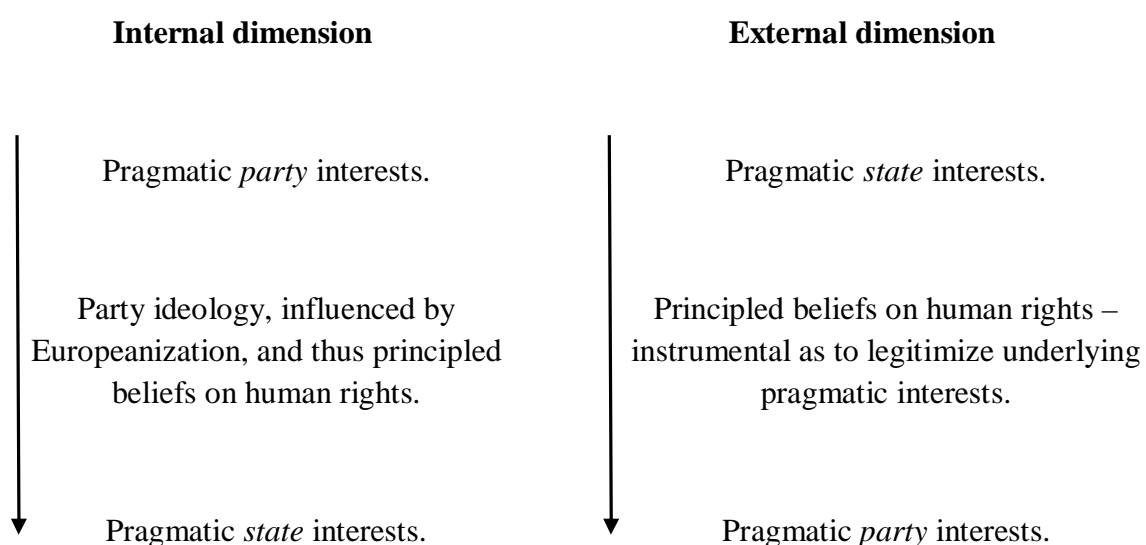 Internal dimension
External dimension
Pragmatic party interests.
Pragmatic state interests.
Party ideology, influenced by
Europeanization, and thus principled
beliefs on human rights.
Principled beliefs on human rights –
instrumental as to legitimize underlying
pragmatic interests.
Pragmatic state interests.
Pragmatic party interests.